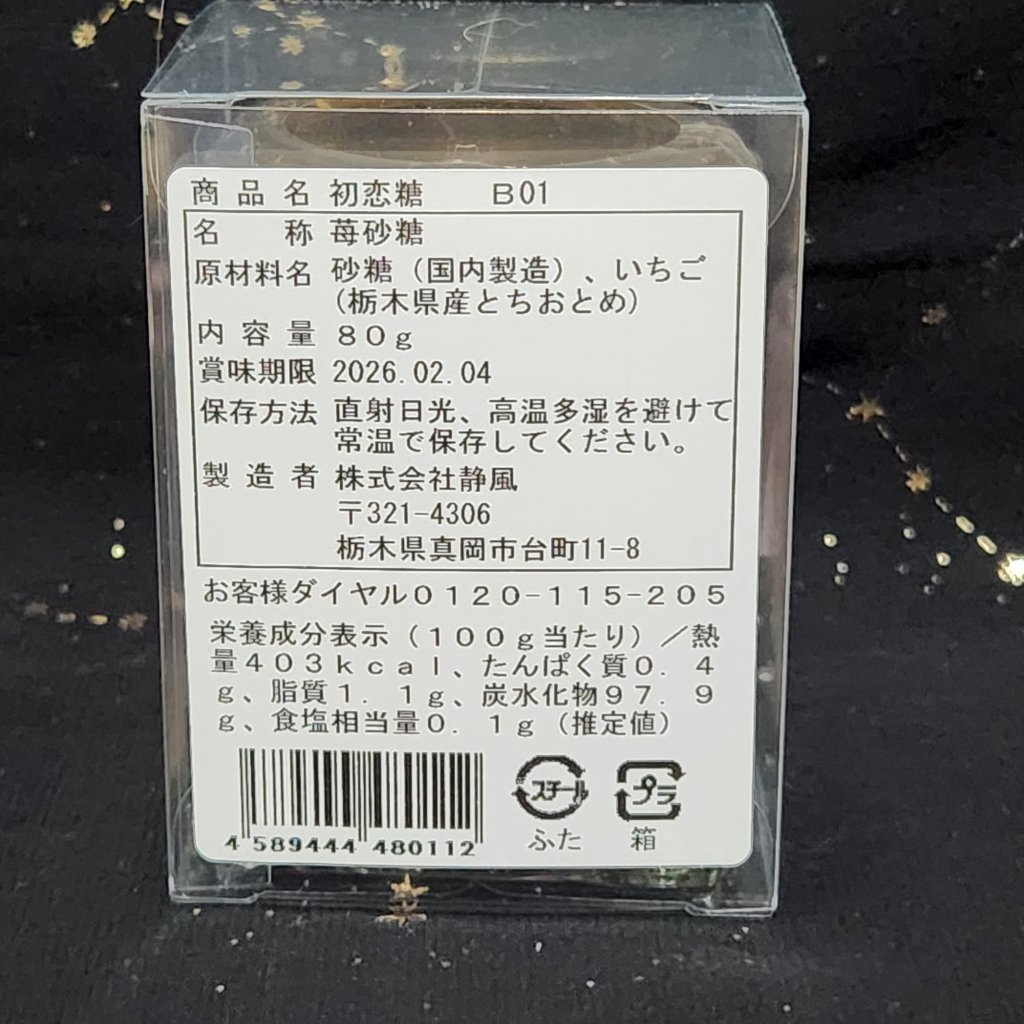 商品名 初恋糖 B01
名称 苺砂糖
原材料名 砂糖(国内製造)、いちご
(栃木県産とちおとめ)
内容量 80g
賞味期限 2026.02.04
保存方法 直射日光、高温多湿を避けて
常温で保存してください。
製造者 株式会社静風
〒321-4306
栃木県真岡市台町11-8
お客様ダイヤル0120-115-205
栄養成分表示(100g当たり)/熱
量403kcal、たんぱく質0.4
g、脂質1.1g、炭水化物97.9
g、食塩相当量0.1g(推定値)
スチール プラ
ふた 箱
4 589444 480112